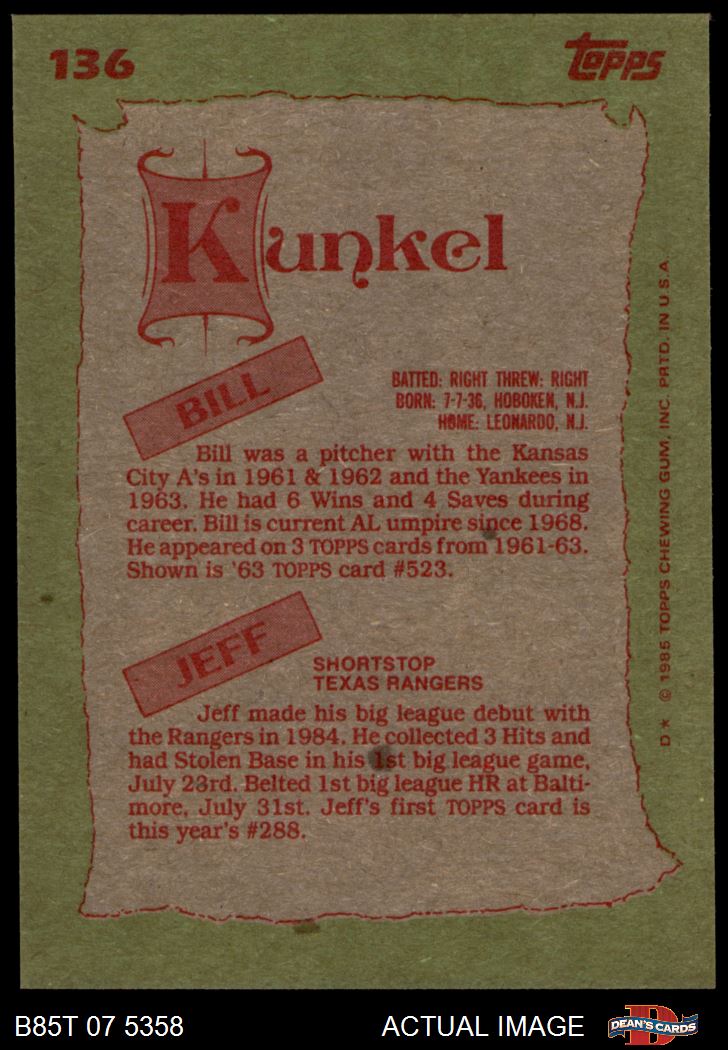 136
Topps
Kunkel
BILL
BATTED: RIGHT THREW: RIGHT
BORN: 7-7-36, HOBOKEN, N.J.
HOME: LEONARDO, N.J.
Bill was a pitcher with the Kansas
City A's in 1961 & 1962 and the Yankees in
1963. He had 6 Wins and 4 Saves during
career. Bill is current AL umpire since 1968.
He appeared on 3 TOPPS cards from 1961-63.
Shown is '63 TOPPS card #523.
JEFF
SHORTSTOP
TEXAS RANGERS
Jeff made his big league debut with
the Rangers in 1984. He collected 3 Hits and
had Stolen Base in his 1st big league game,
July 23rd. Belted 1st big league HR at Balti-
more, July 31st. Jeff's first TOPPS card is
this year's #288.
D* © 1985 TOPPS CHEWING GUM, INC. PRTD. IN U.S.A.
B85T 07 5358
ACTUAL IMAGE
D
DEAN'S CARDS